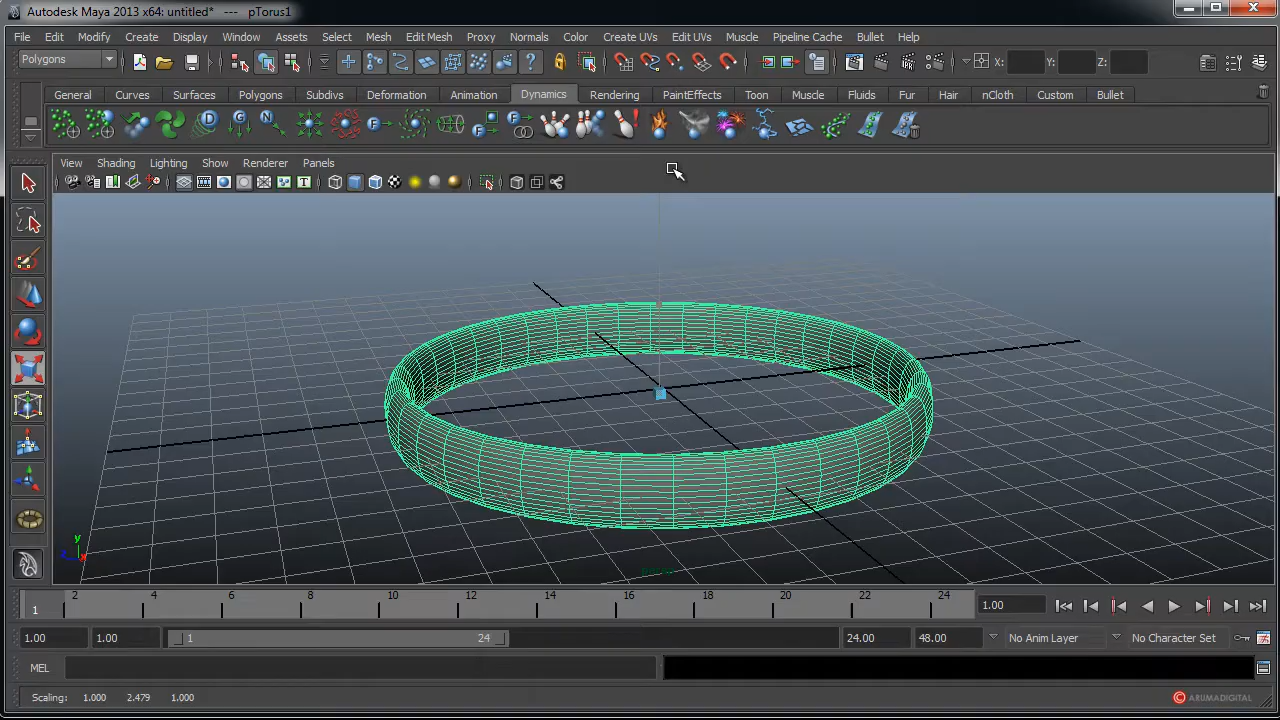 Autodesk Maya 2013 x64: untitled* --- pTorus1
File Edit Modify Create Display Window Assets Select Mesh Edit Mesh Proxy Normals Color Create UVs Edit UVs Muscle Pipeline Cache Bullet Help
Polygons X: Y: Z:
General Curves Surfaces Polygons Subdivs Deformation Animation Dynamics Rendering PaintEffects Toon Muscle Fluids Fur Hair nCloth Custom Bullet
View Shading Lighting Show Renderer Panels
y
z x
persp
1 2 4 6 8 10 12 14 16 18 20 22 24 1.00
1.00 1.00 1 24 24.00 48.00 No Anim Layer No Character Set
MEL
Scaling: 1.000 2.479 1.000 © ARUMADIGITAL